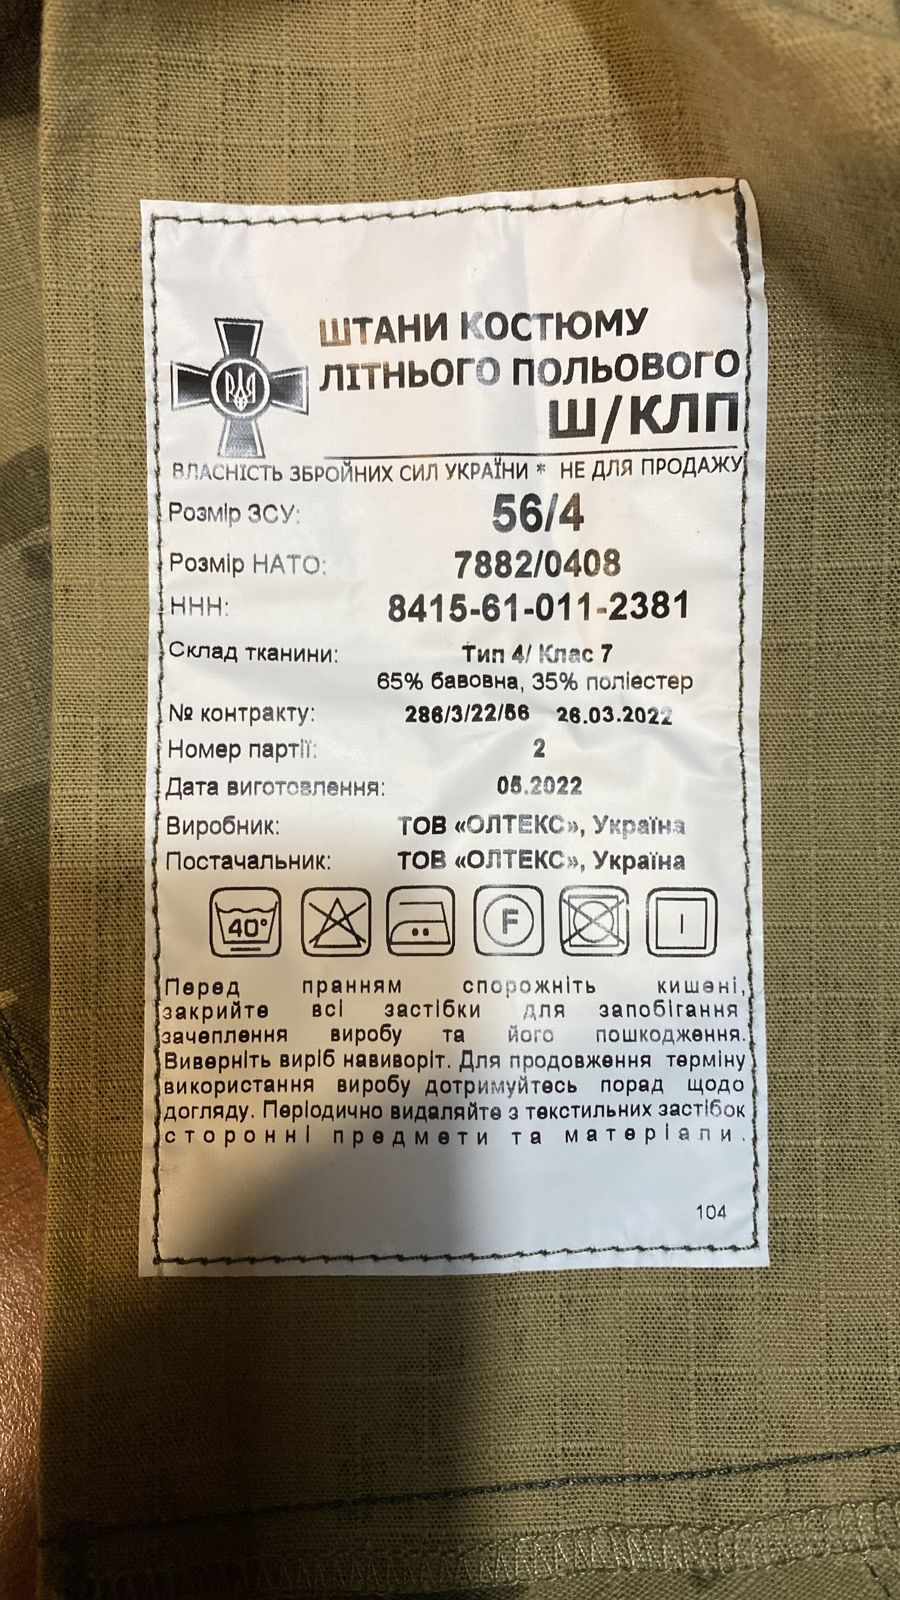 ШТАНИ КОСТЮМУ
ЛІТНЬОГО ПОЛЬОВОГО
Ш/КЛП
ВЛАСНІСТЬ ЗБРОЙНИХ СИЛ УКРАЇНИ * НЕ ДЛЯ ПРОДАЖУ
Розмір ЗСУ: 56/4
Розмір НАТО: 7882/0408
ННН: 8415-61-011-2381
Склад тканини: Тип 4/ Клас 7
65% бавовна, 35% поліестер
№ контракту: 286/3/22/56 26.03.2022
Номер партії: 2
Дата виготовлення: 05.2022
Виробник: ТОВ «ОЛТЕКС», Україна
Постачальник: ТОВ «ОЛТЕКС», Україна
40° F
Перед пранням спорожніть кишені,
закрийте всі застібки для запобігання
зачеплення виробу та його пошкодження.
Виверніть виріб навиворіт. Для продовження терміну
використання виробу дотримуйтесь порад щодо
догляду. Періодично видаляйте з текстильних застібок
сторонні предмети та матеріали.
104